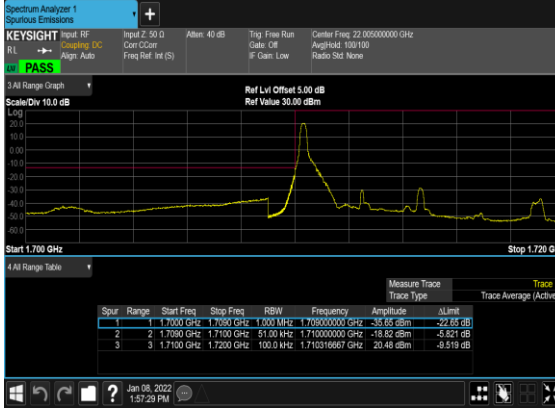 Spectrum Analyzer 1
Spurious Emissions
+
KEYSIGHT Input: RF Input Z: 50 Ω Atten: 40 dB Trig: Free Run Center Freq: 22.005000000 GHz
RL Coupling: DC Corr CCorr Gate: Off Avg|Hold: 100/100
Align: Auto Freq Ref: Int (S) IF Gain: Low Radio Std: None
LXI PASS
3 All Range Graph
Ref Lvl Offset 5.00 dB
Scale/Div 10.0 dB Ref Value 30.00 dBm
Log
20.0
10.0
0.00
-10.0
-20.0
-30.0
-40.0
-50.0
-60.0
Start 1.700 GHz Stop 1.720 G
4 All Range Table
Measure Trace Trace
Trace Type Trace Average (Active
Spur Range Start Freq Stop Freq RBW Frequency Amplitude ΔLimit
1 1 1.7000 GHz 1.7090 GHz 1.000 MHz 1.709000000 GHz -35.65 dBm -22.65 dB
2 2 1.7090 GHz 1.7100 GHz 51.00 kHz 1.710000000 GHz -18.82 dBm -5.821 dB
3 3 1.7100 GHz 1.7200 GHz 100.0 kHz 1.710316667 GHz 20.48 dBm -9.519 dB
? Jan 08, 2022
1:57:29 PM